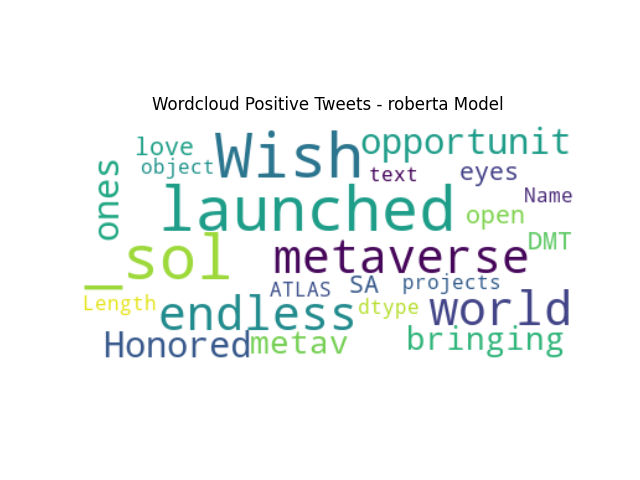 Wordcloud Positive Tweets - roberta Model
love
object
Wish
opportunit
text
eyes
Name
ones
launched
open
DMT
_sol
metaverse
ATLAS
SA
projects
Length
endless
dtype
world
Honored
metav
bringing